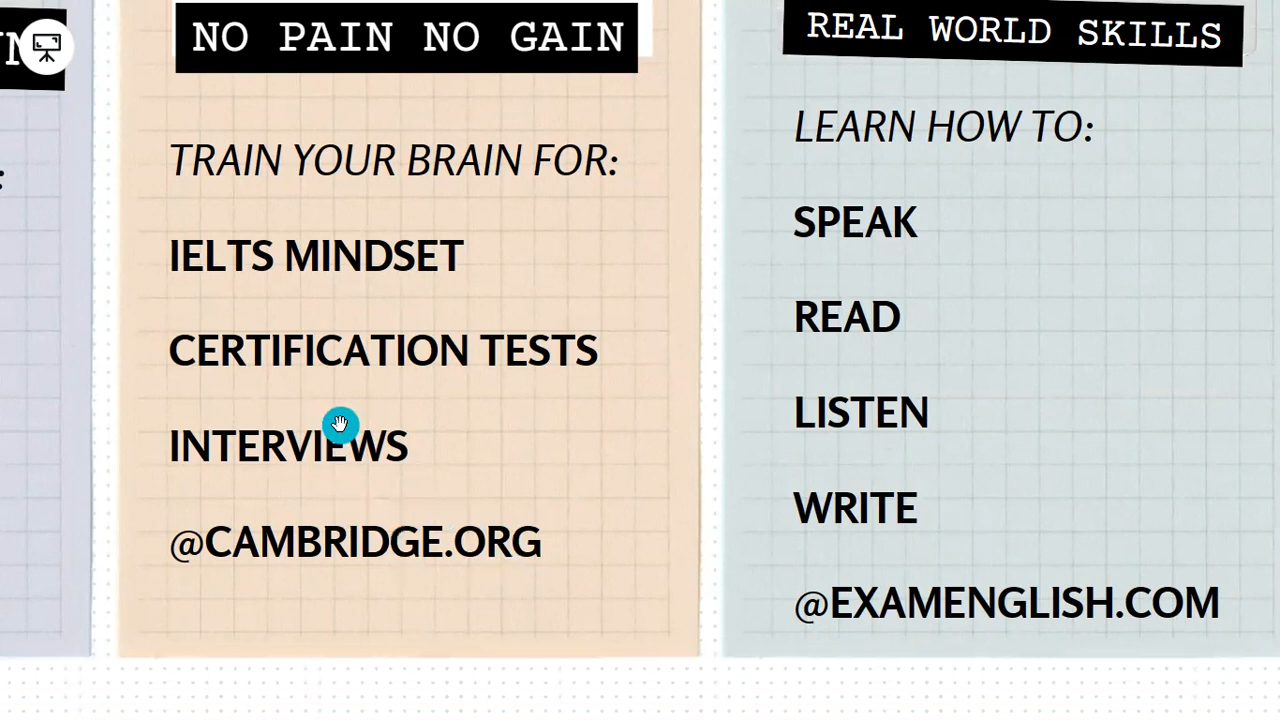 NO PAIN NO GAIN
TRAIN YOUR BRAIN FOR:
IELTS MINDSET
CERTIFICATION TESTS
INTERVIEWS
@CAMBRIDGE.ORG
REAL WORLD SKILLS
LEARN HOW TO:
SPEAK
READ
LISTEN
WRITE
@EXAMENGLISH.COM